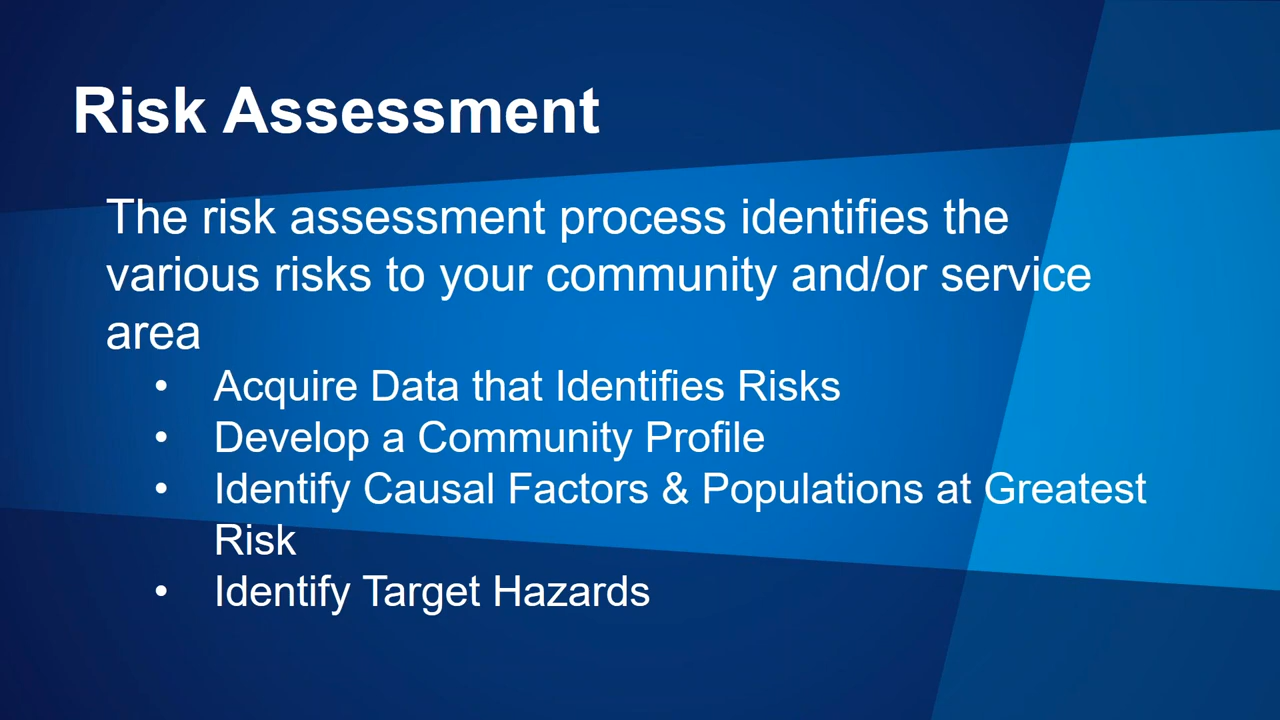 Risk Assessment
The risk assessment process identifies the
various risks to your community and/or service
area
• Acquire Data that Identifies Risks
• Develop a Community Profile
• Identify Causal Factors & Populations at Greatest
Risk
• Identify Target Hazards